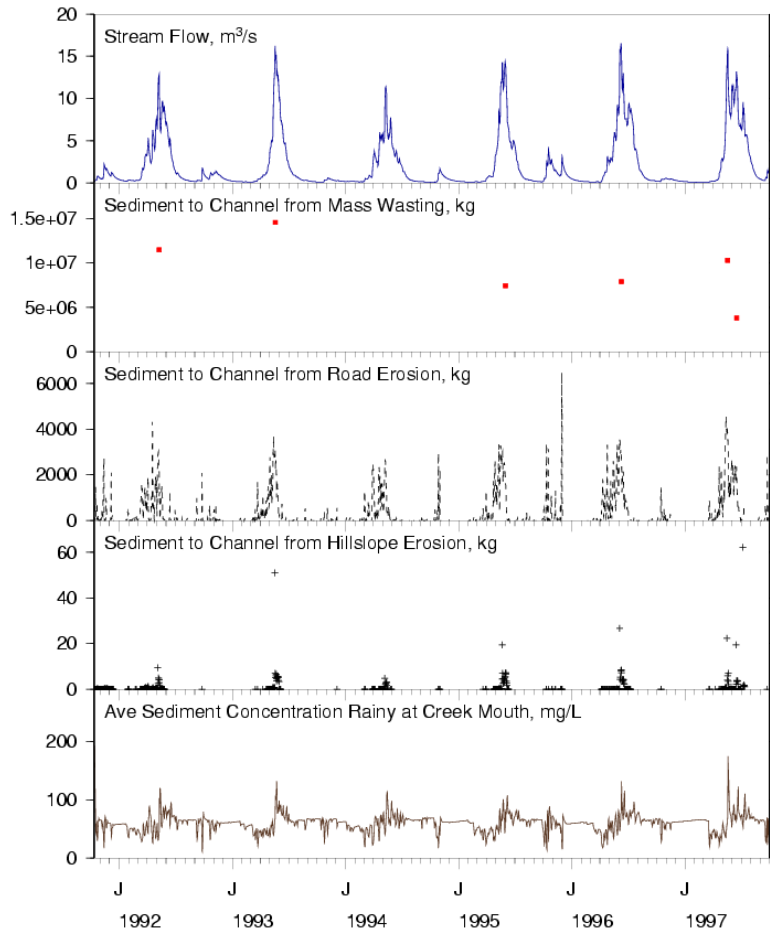 Stream Flow, m³/s
20
15
10
5
0
Sediment to Channel from Mass Wasting, kg
1.5e+07
1e+07
5e+06
0
Sediment to Channel from Road Erosion, kg
6000
4000
2000
0
Sediment to Channel from Hillslope Erosion, kg
60
40
20
0
Ave Sediment Concentration Rainy at Creek Mouth, mg/L
200
100
0
J J J J J J
1992 1993 1994 1995 1996 1997